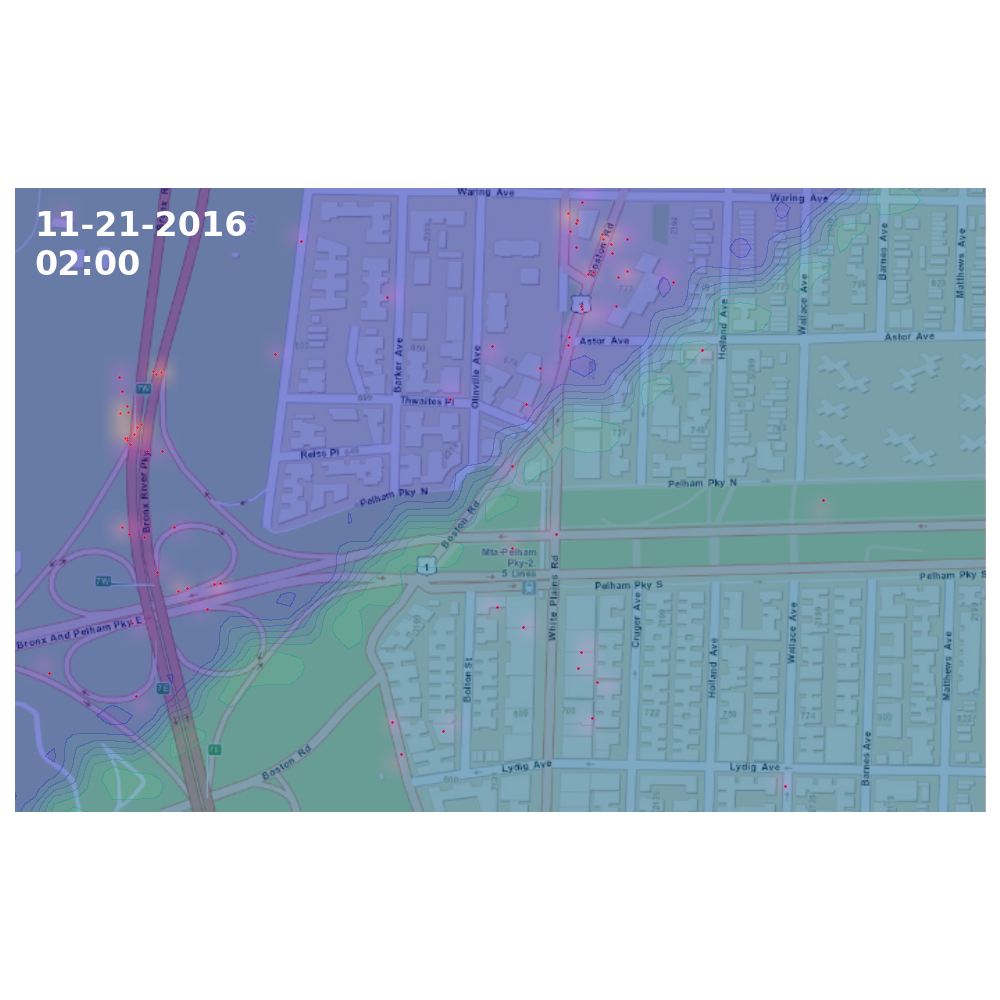 Waring Ave
Waring Ave
11-21-2016
02:00
Boston Rd
Barnes Ave
Matthews Ave
Wallace Ave
Holland Ave
Astor Ave
Astor Ave
Barker Ave
Olinville Ave
7W
Thwaites Pl
Reiss Pl
Bronx River Pky
Pelham Pky N
Pelham Pky N
Boston Rd
1
Mta-Pelham
Pky-2,
5 Lines
White Plains Rd
7W
Pelham Pky S
Pelham Pky S
Bronx And Pelham Pky E
Cruger Ave
Wallace Ave
Holland Ave
Matthews Ave
Bolton St
7E
7E
Boston Rd
Lydig Ave
Lydig Ave
Barnes Ave